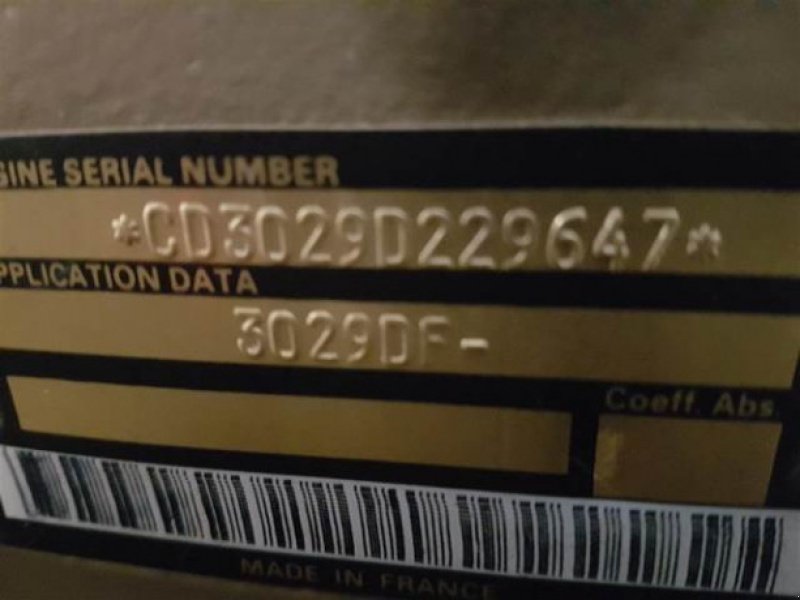 GINE SERIAL NUMBER
*CD3029D229647*
PPLICATION DATA
3029DF-
Coeff. Abs.
MADE IN FRANCE